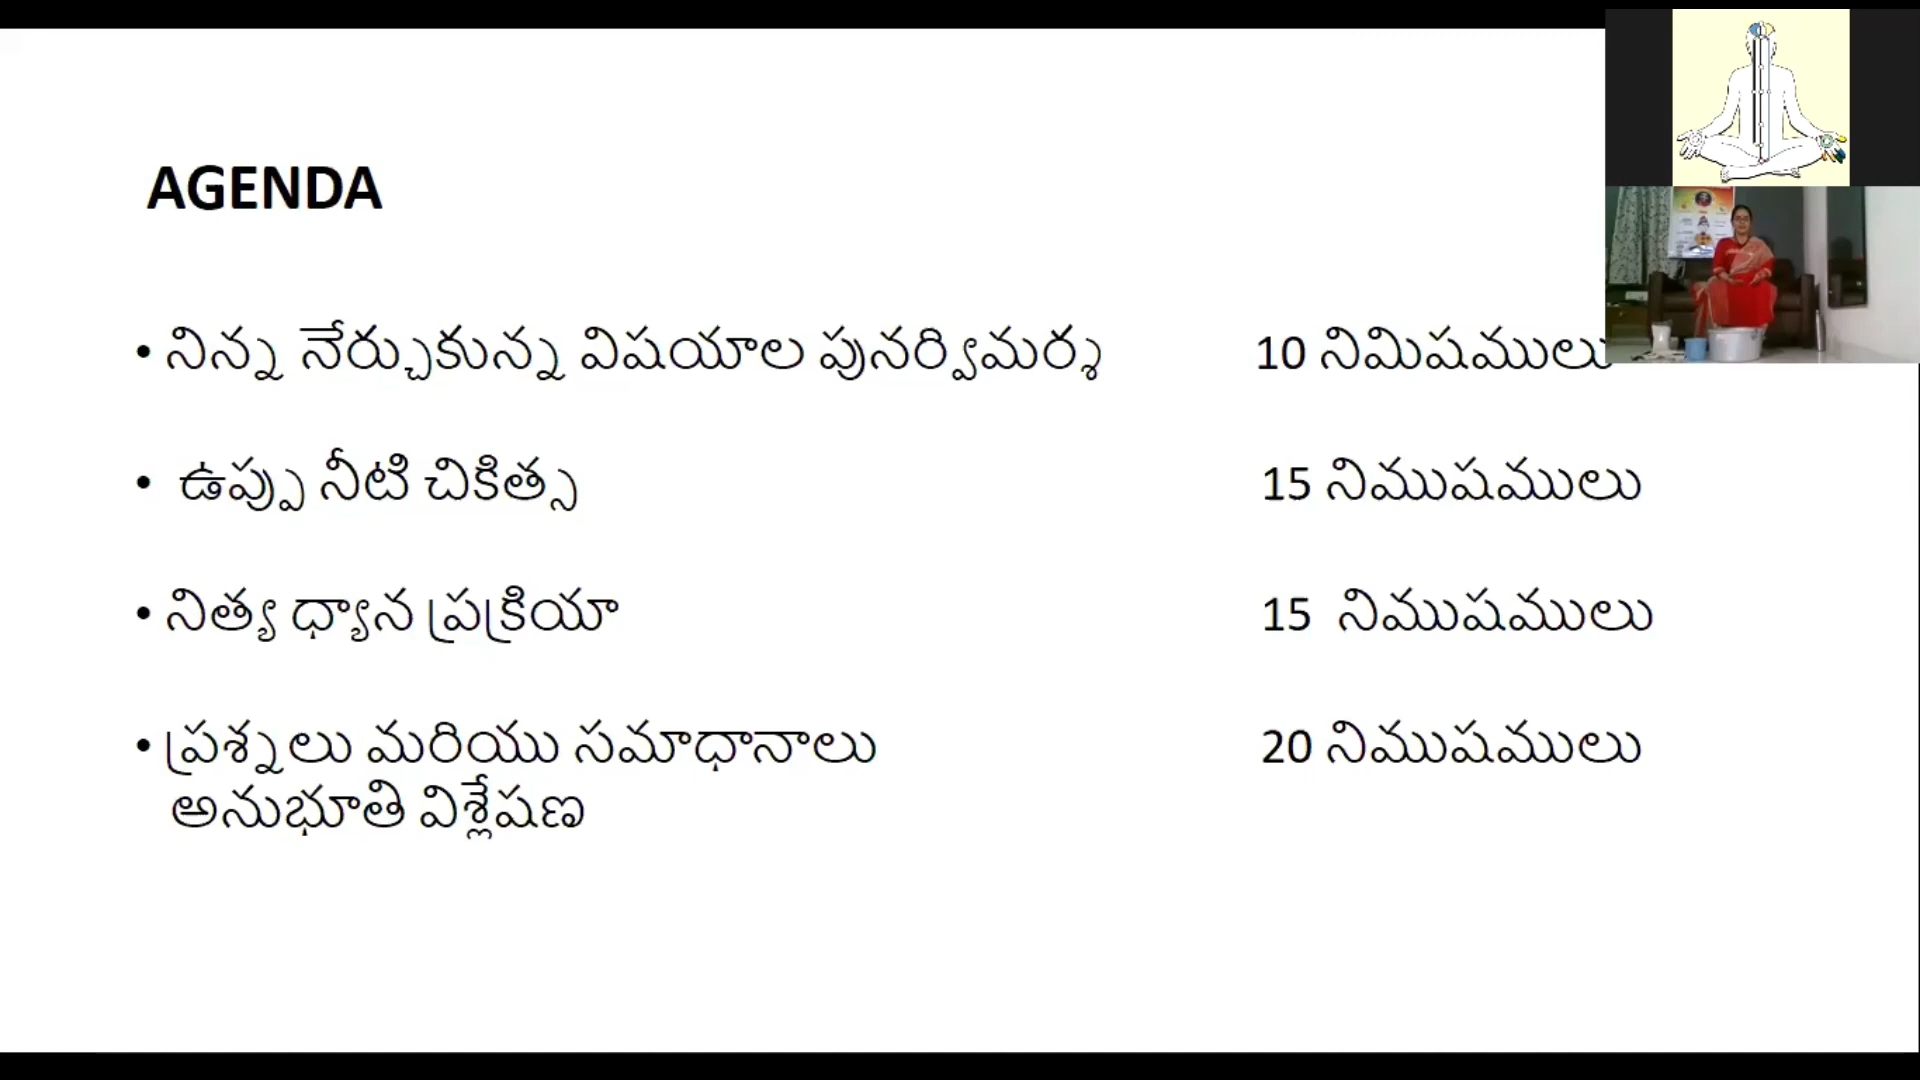 AGENDA
• నిన్న నేర్చుకున్న విషయాల పునర్విమర్శ 10 నిమిషములు
• ఉప్పు నీటి చికిత్స 15 నిముషములు
• నిత్య ధ్యాన ప్రక్రియా 15 నిముషములు
• ప్రశ్నలు మరియు సమాధానాలు 20 నిముషములు
అనుభూతి విశ్లేషణ